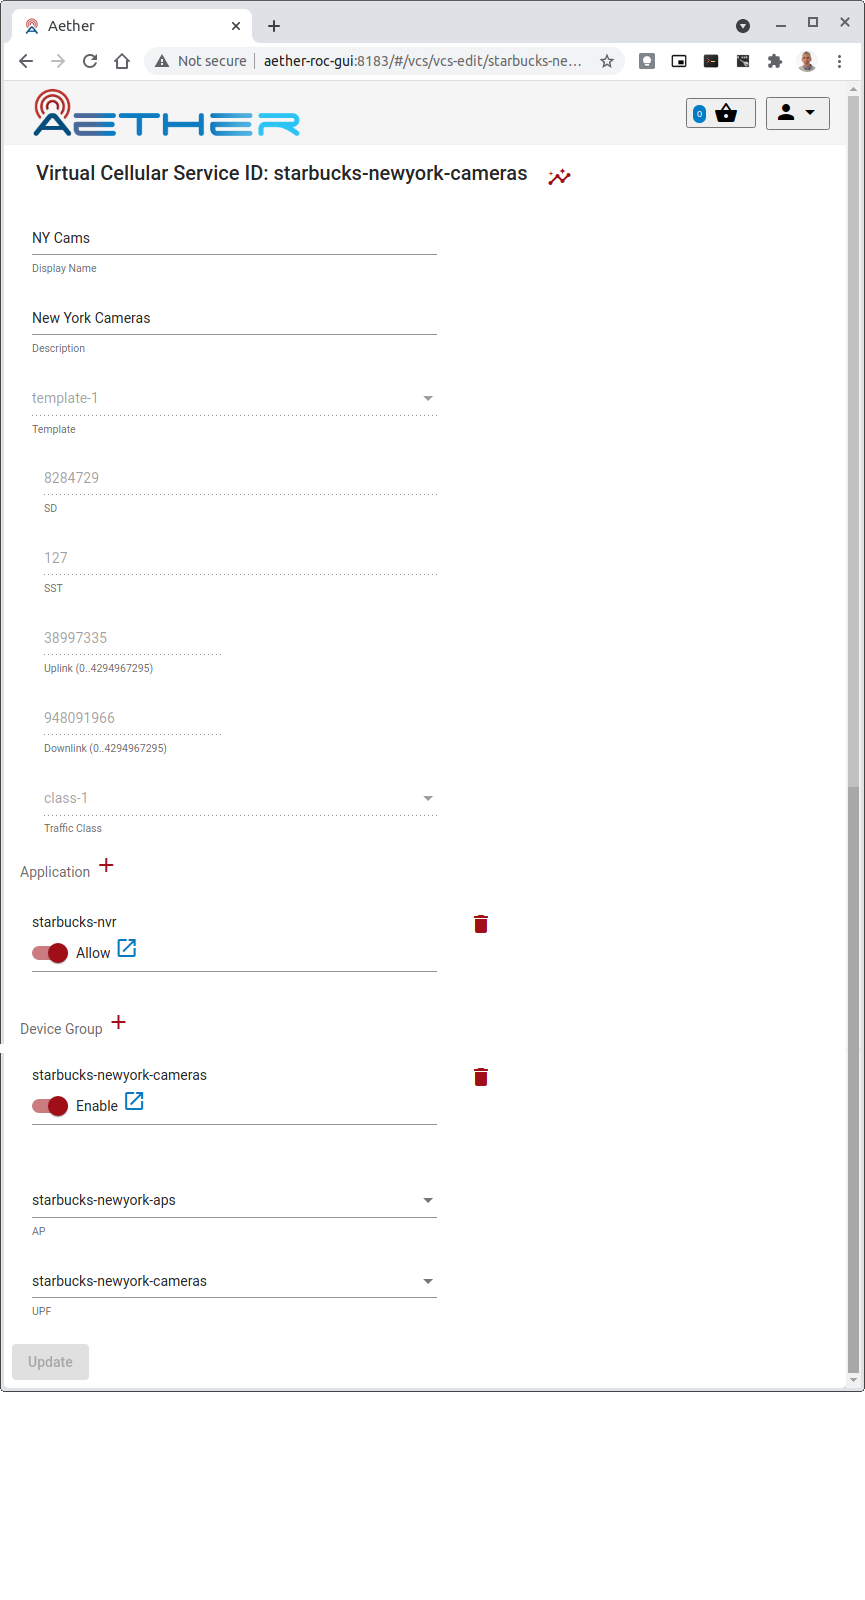 Aether
Not secure
aether-roc-gui:8183/#/vcs/vcs-edit/starbucks-ne...
AETHER
0
Virtual Cellular Service ID: starbucks-newyork-cameras
NY Cams
Display Name
New York Cameras
Description
template-1
Template
8284729
SD
127
SST
38997335
Uplink (0..4294967295)
948091966
Downlink (0..4294967295)
class-1
Traffic Class
Application
starbucks-nvr
Allow
Device Group
starbucks-newyork-cameras
Enable
starbucks-newyork-aps
AP
starbucks-newyork-cameras
UPF
Update